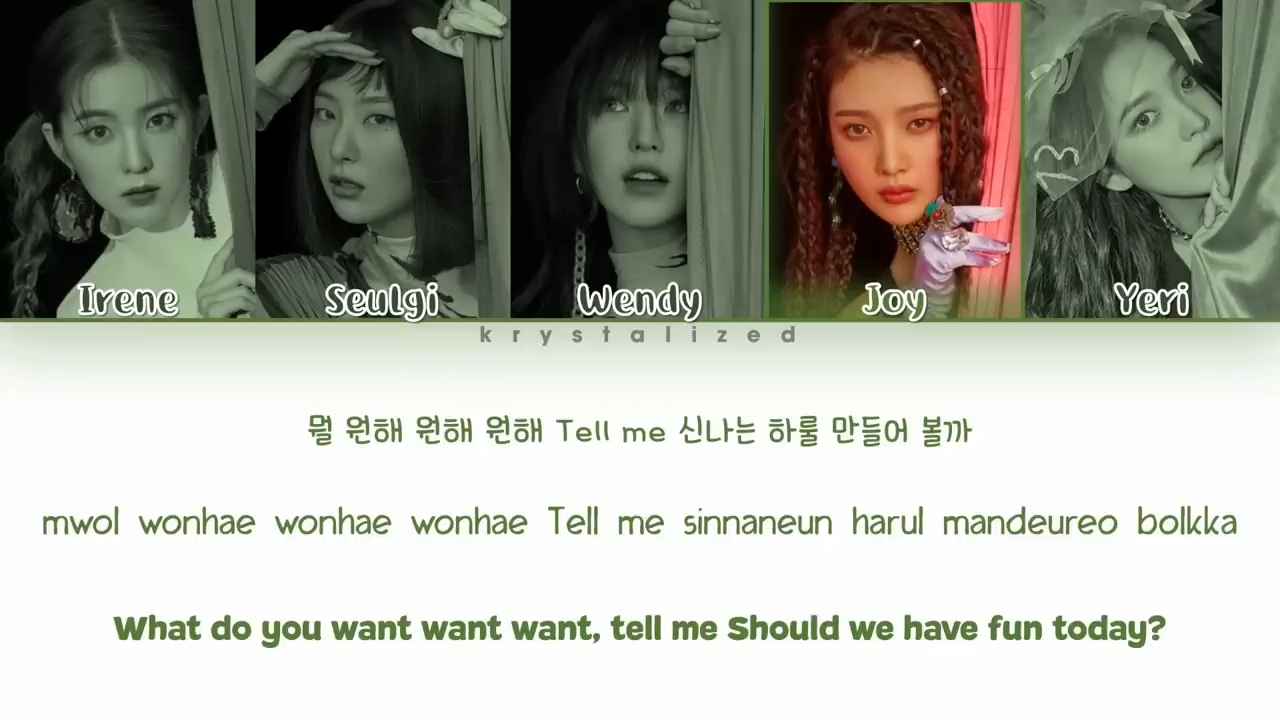 Irene Seulgi Wendy Joy Yeri
krystalized
뭘 원해 원해 원해 Tell me 신나는 하룰 만들어 볼까
mwol wonhae wonhae wonhae Tell me sinnaneun harul mandeureo bolkka
What do you want want want, tell me Should we have fun today?